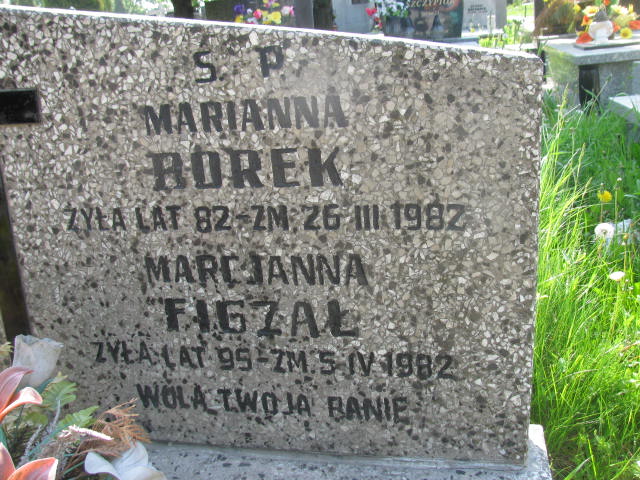 SZCZYPIOR
Ś. P.
MARIANNA
BOREK
ŻYŁA LAT 82-ZM. 26 III 1982
MARCJANNA
FIGZAŁ
ŻYŁA LAT 95-ZM. 5 IV 1982
WOLA TWOJA PANIE